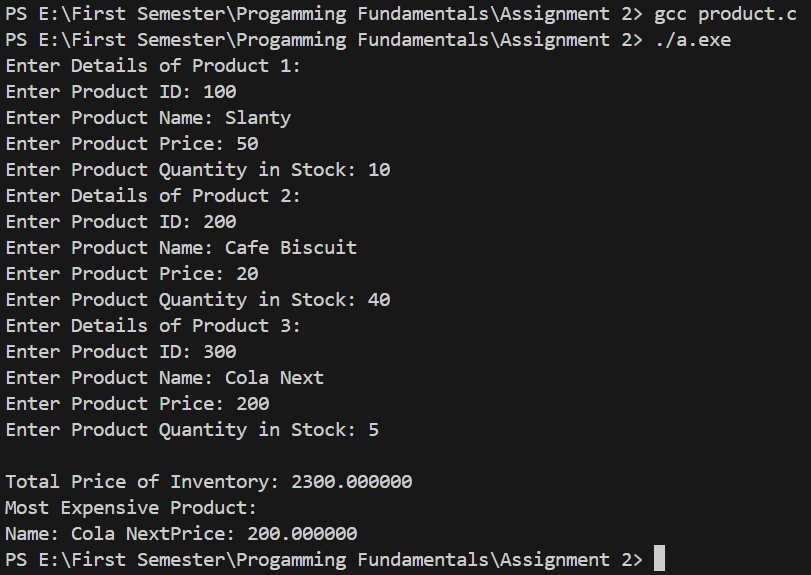 PS E:\First Semester\Progamming Fundamentals\Assignment 2> gcc product.c
PS E:\First Semester\Progamming Fundamentals\Assignment 2> ./a.exe
Enter Details of Product 1:
Enter Product ID: 100
Enter Product Name: Slanty
Enter Product Price: 50
Enter Product Quantity in Stock: 10
Enter Details of Product 2:
Enter Product ID: 200
Enter Product Name: Cafe Biscuit
Enter Product Price: 20
Enter Product Quantity in Stock: 40
Enter Details of Product 3:
Enter Product ID: 300
Enter Product Name: Cola Next
Enter Product Price: 200
Enter Product Quantity in Stock: 5

Total Price of Inventory: 2300.000000
Most Expensive Product:
Name: Cola NextPrice: 200.000000
PS E:\First Semester\Progamming Fundamentals\Assignment 2>